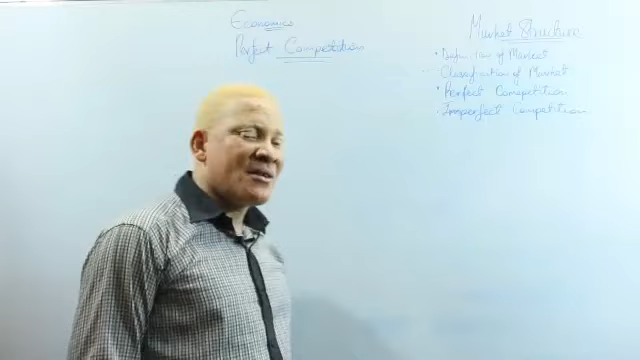 Economics
Perfect Competition
Market Structure
• Definition of Market
• Classification of Market
• Perfect Competition
• Imperfect Competition